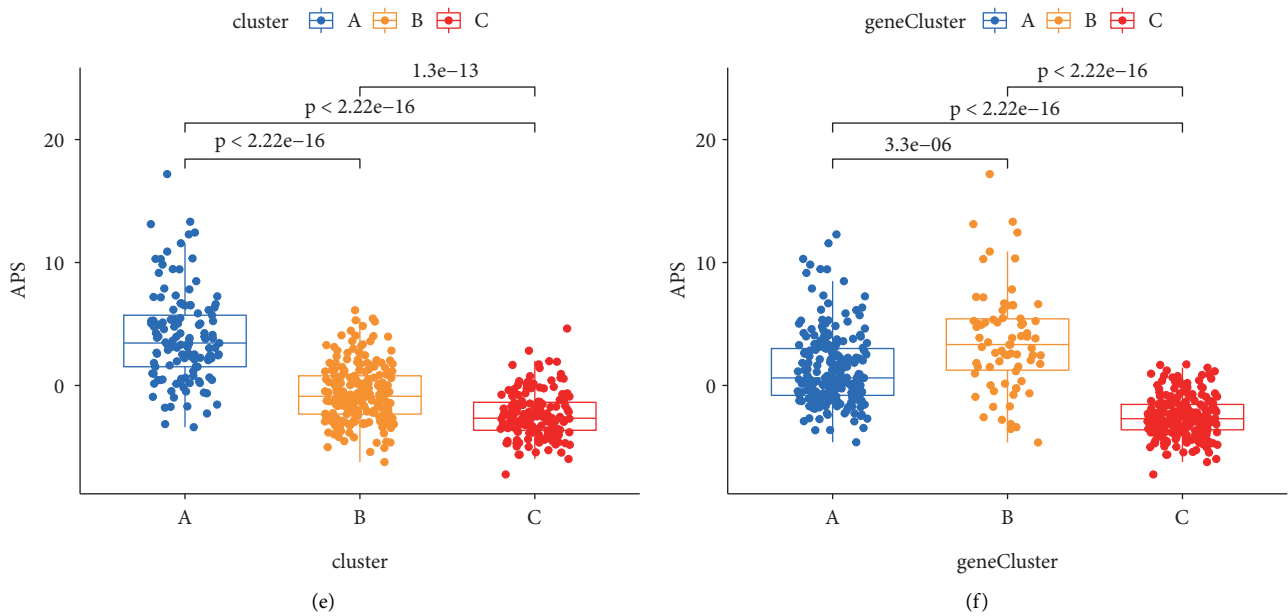 cluster A B C
1.3e−13
p < 2.22e−16
p < 2.22e−16
20
10
0
APS
A B C
cluster
(e)
geneCluster A B C
p < 2.22e−16
p < 2.22e−16
3.3e−06
20
10
0
APS
A B C
geneCluster
(f)